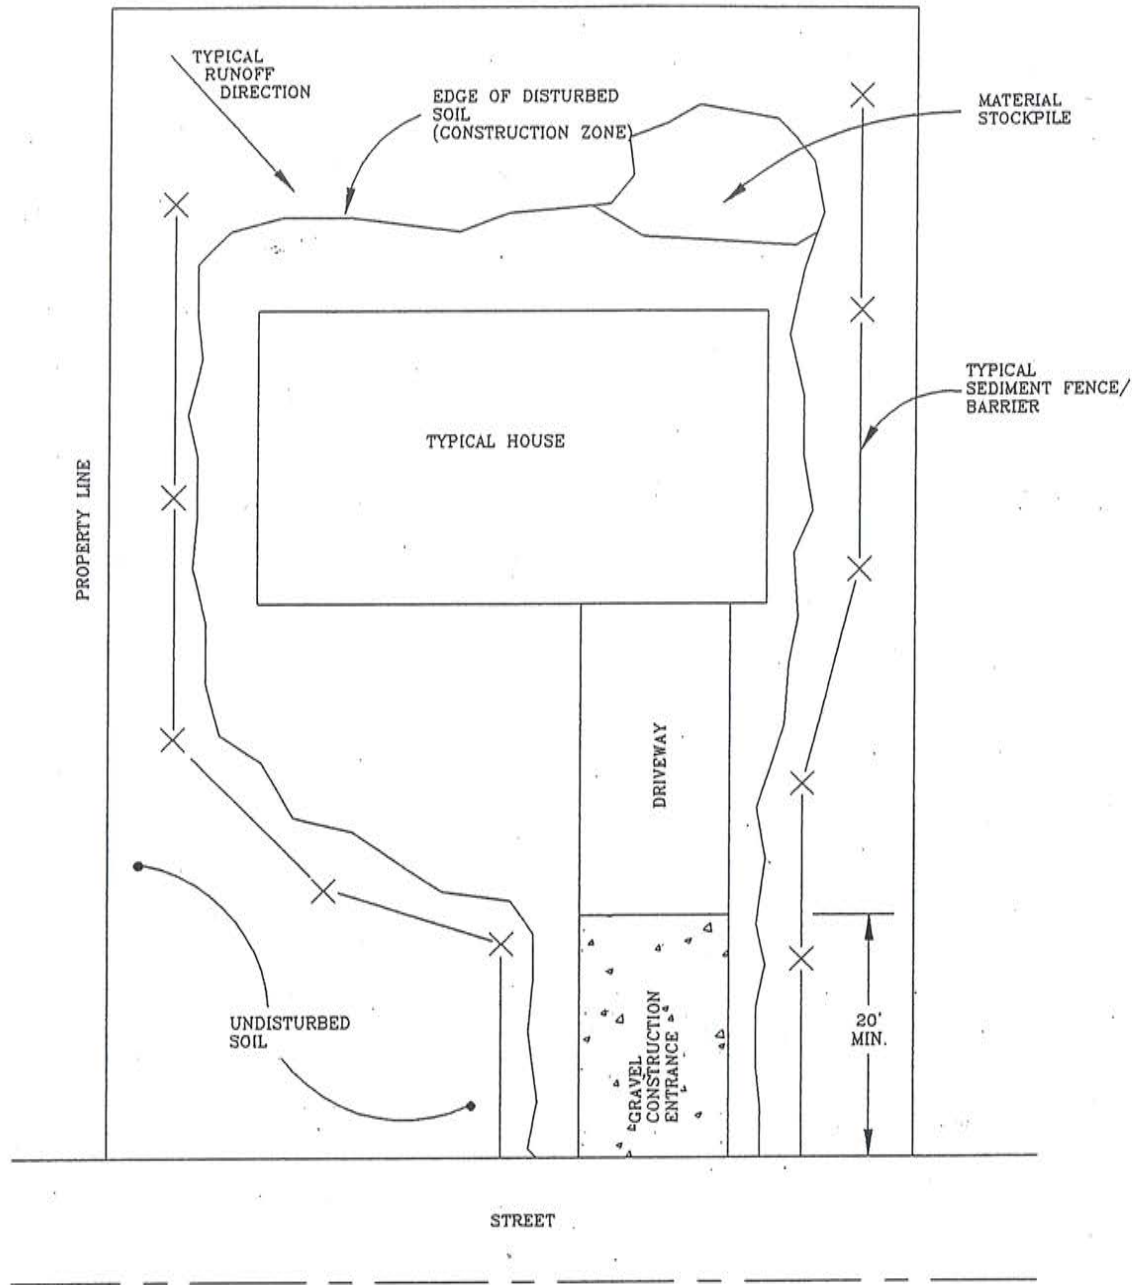 TYPICAL
RUNOFF
DIRECTION
EDGE OF DISTURBED
SOIL
(CONSTRUCTION ZONE)
MATERIAL
STOCKPILE
TYPICAL
SEDIMENT FENCE/
BARRIER
TYPICAL HOUSE
PROPERTY LINE
DRIVEWAY
GRAVEL
CONSTRUCTION
ENTRANCE
20'
MIN.
UNDISTURBED
SOIL
STREET